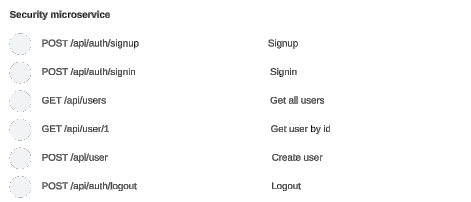 Security microservice
POST /api/auth/signup Signup
POST /api/auth/signin Signin
GET /api/users Get all users
GET /api/user/1 Get user by id
POST /api/user Create user
POST /api/auth/logout Logout